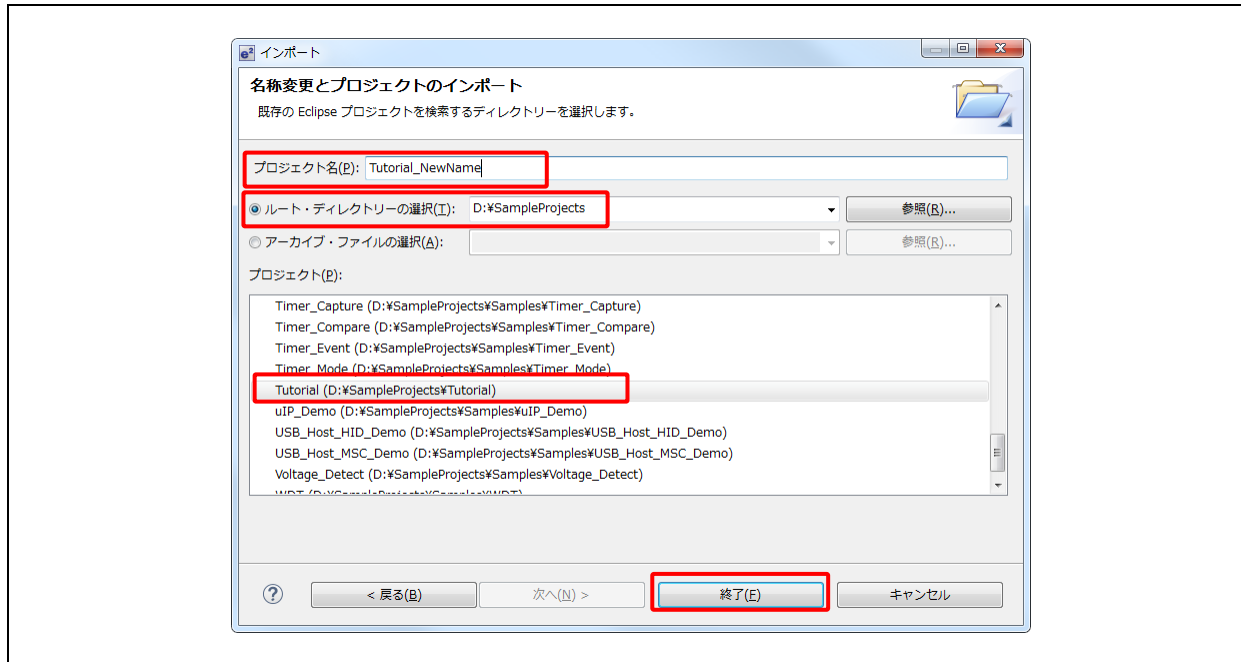 e² インポート
名称変更とプロジェクトのインポート
既存の Eclipse プロジェクトを検索するディレクトリーを選択します。
プロジェクト名(P): Tutorial_NewName
ルート・ディレクトリーの選択(T): D:¥SampleProjects 参照(R)...
アーカイブ・ファイルの選択(A): 参照(R)...
プロジェクト(P):
Timer_Capture (D:¥SampleProjects¥Samples¥Timer_Capture)
Timer_Compare (D:¥SampleProjects¥Samples¥Timer_Compare)
Timer_Event (D:¥SampleProjects¥Samples¥Timer_Event)
Timer_Mode (D:¥SampleProjects¥Samples¥Timer_Mode)
Tutorial (D:¥SampleProjects¥Tutorial)
uIP_Demo (D:¥SampleProjects¥Samples¥uIP_Demo)
USB_Host_HID_Demo (D:¥SampleProjects¥Samples¥USB_Host_HID_Demo)
USB_Host_MSC_Demo (D:¥SampleProjects¥Samples¥USB_Host_MSC_Demo)
Voltage_Detect (D:¥SampleProjects¥Samples¥Voltage_Detect)
WDT (D:¥SampleProjects¥Samples¥WDT)
? < 戻る(B) 次へ(N) > 終了(F) キャンセル